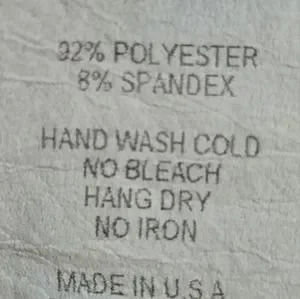 92% POLYESTER
8% SPANDEX
HAND WASH COLD
NO BLEACH
HANG DRY
NO IRON
MADE IN U.S.A